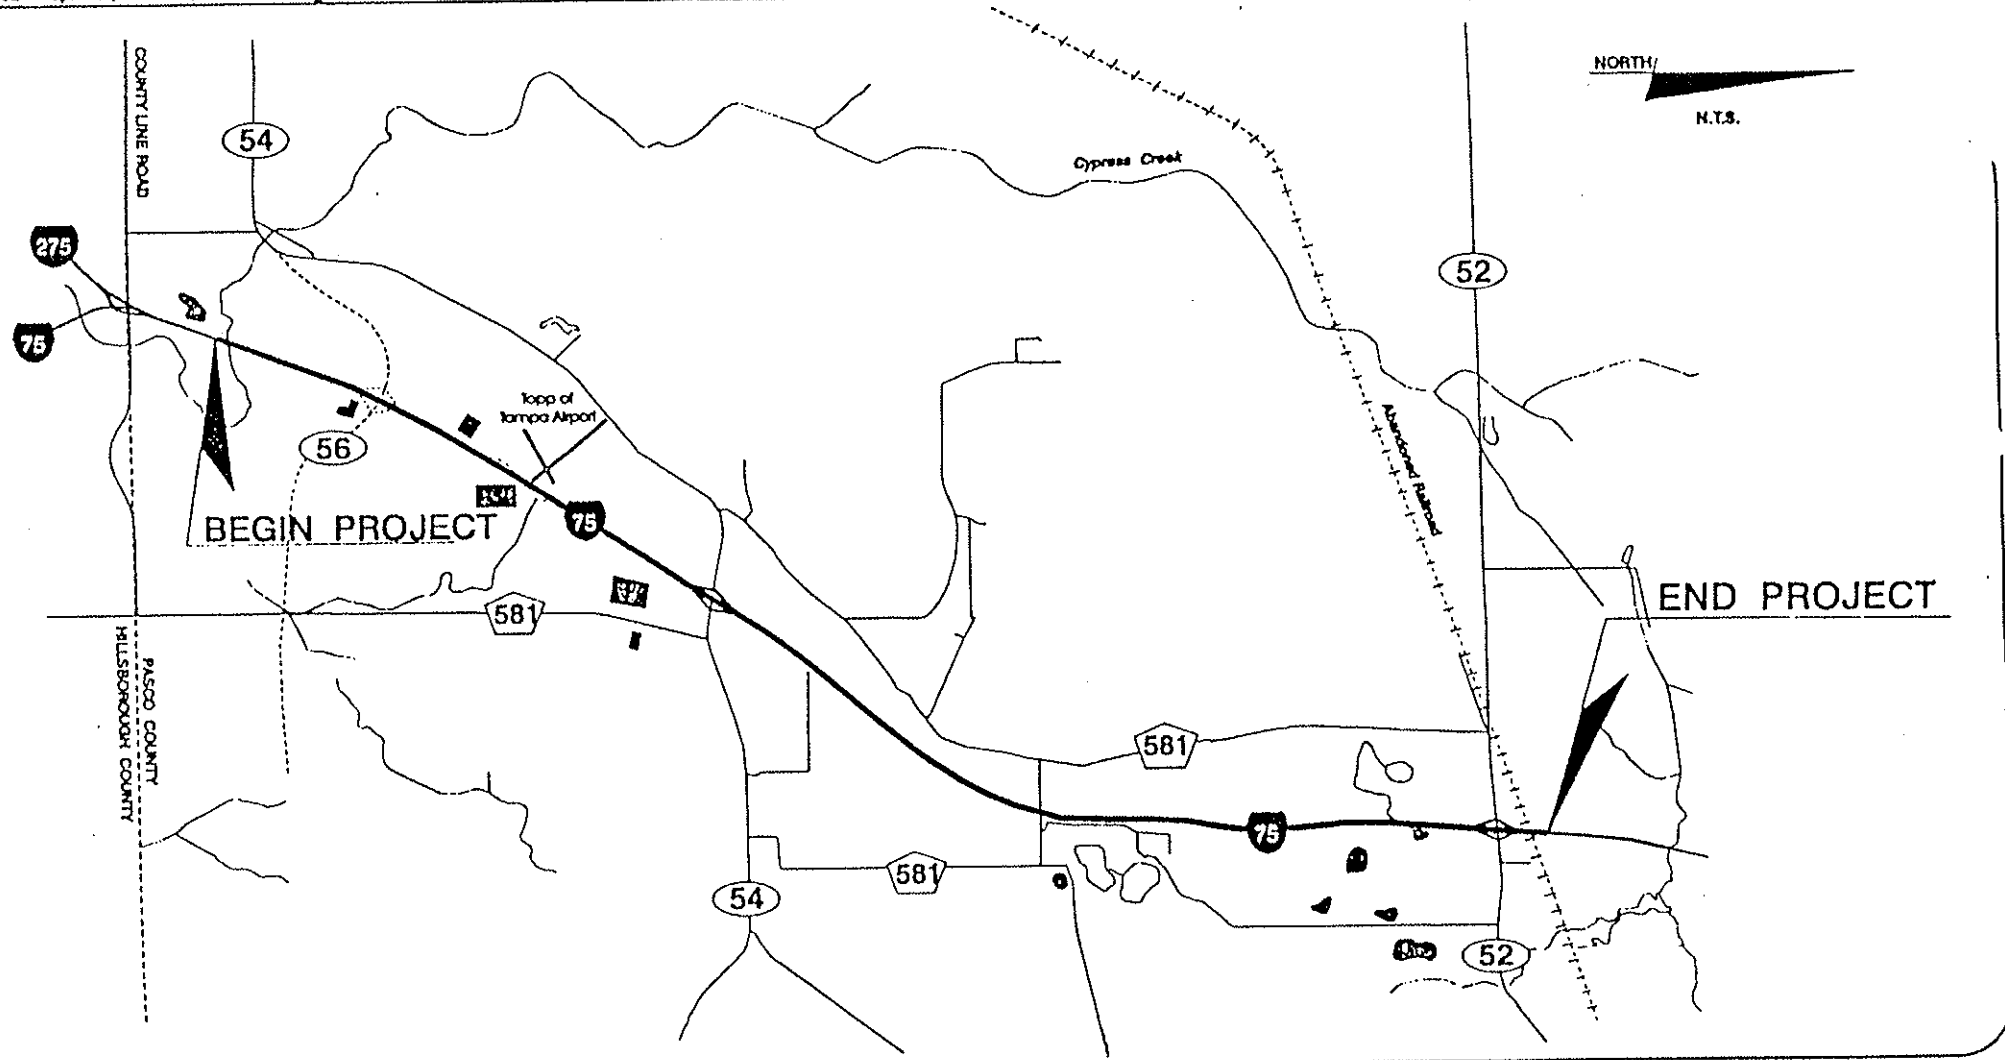 NORTH
N.T.S.
COUNTY LINE ROAD
54
Cypress Creek
275
75
52
Topp of
Tampa Airport
56
Abandoned Railroad
75
BEGIN PROJECT
581
END PROJECT
PASCO COUNTY
HILLSBOROUGH COUNTY
581
75
581
54
52